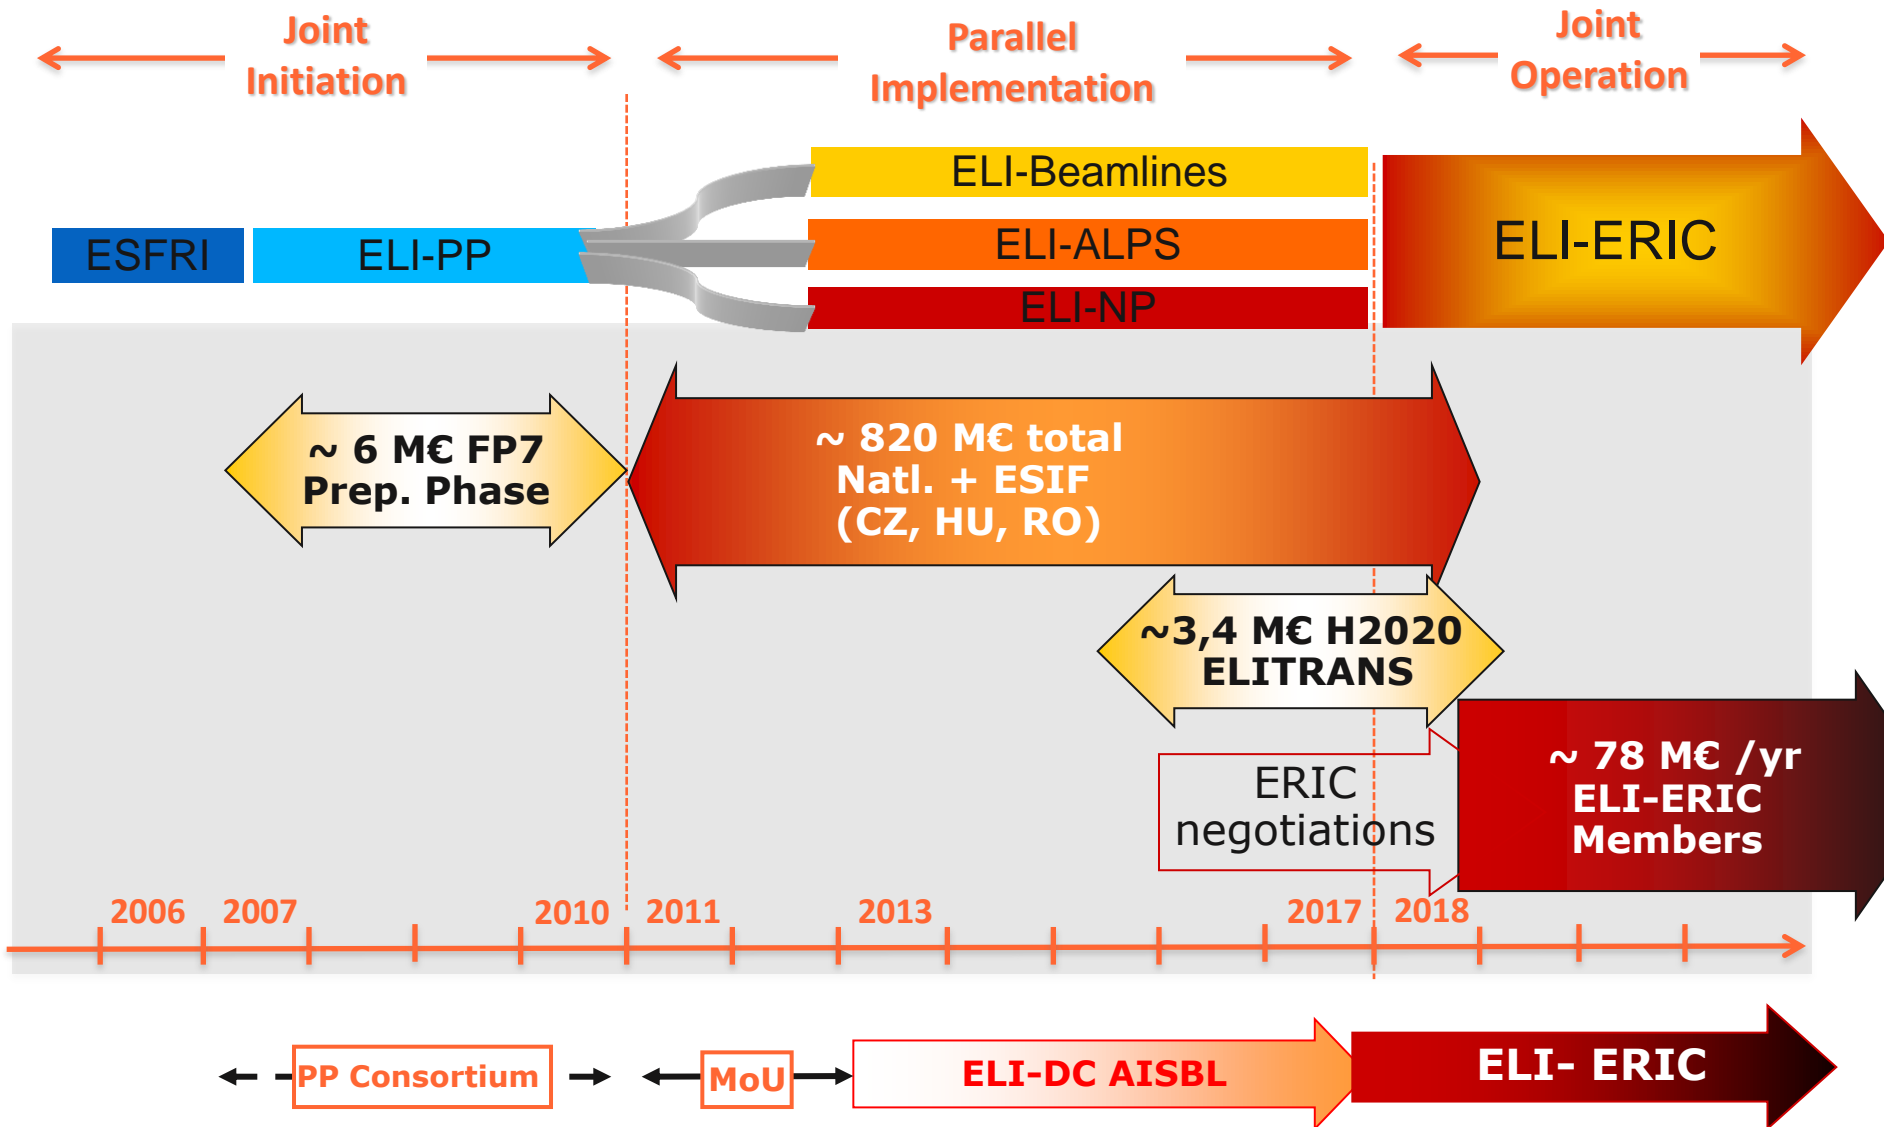 Joint
Initiation
Parallel
Implementation
Joint
Operation
ELI-Beamlines
ESFRI
ELI-PP
ELI-ALPS
ELI-ERIC
ELI-NP
~ 6 M€ FP7
Prep. Phase
~ 820 M€ total
Natl. + ESIF
(CZ, HU, RO)
~3,4 M€ H2020
ELITRANS
ERIC
negotiations
~ 78 M€ /yr
ELI-ERIC
Members
2006 2007 2010 2011 2013 2017 2018
PP Consortium
MoU
ELI-DC AISBL
ELI- ERIC